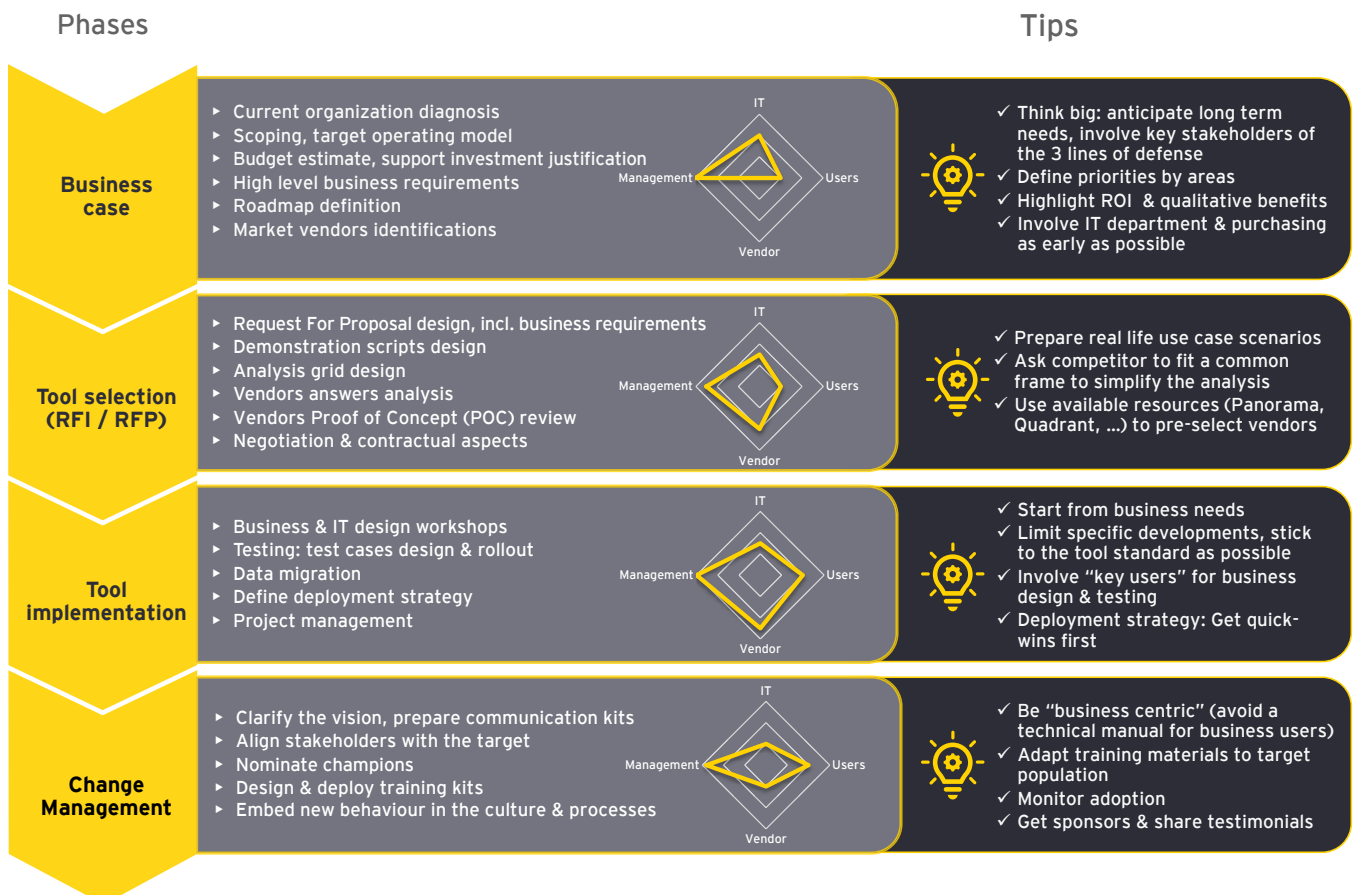 Phases
Tips
Business
case
▸ Current organization diagnosis
▸ Scoping, target operating model
▸ Budget estimate, support investment justification
▸ High level business requirements
▸ Roadmap definition
▸ Market vendors identifications
IT
Management
Users
Vendor
✓ Think big: anticipate long term
needs, involve key stakeholders of
the 3 lines of defense
✓ Define priorities by areas
✓ Highlight ROI & qualitative benefits
✓ Involve IT department & purchasing
as early as possible
Tool selection
(RFI / RFP)
▸ Request For Proposal design, incl. business requirements
▸ Demonstration scripts design
▸ Analysis grid design
▸ Vendors answers analysis
▸ Vendors Proof of Concept (POC) review
▸ Negotiation & contractual aspects
IT
Management
Users
Vendor
✓ Prepare real life use case scenarios
✓ Ask competitor to fit a common
frame to simplify the analysis
✓ Use available resources (Panorama,
Quadrant, ...) to pre-select vendors
Tool
implementation
▸ Business & IT design workshops
▸ Testing: test cases design & rollout
▸ Data migration
▸ Define deployment strategy
▸ Project management
IT
Management
Users
Vendor
✓ Start from business needs
✓ Limit specific developments, stick
to the tool standard as possible
✓ Involve “key users” for business
design & testing
✓ Deployment strategy: Get quick-
wins first
Change
Management
▸ Clarify the vision, prepare communication kits
▸ Align stakeholders with the target
▸ Nominate champions
▸ Design & deploy training kits
▸ Embed new behaviour in the culture & processes
IT
Management
Users
Vendor
✓ Be “business centric” (avoid a
technical manual for business users)
✓ Adapt training materials to target
population
✓ Monitor adoption
✓ Get sponsors & share testimonials